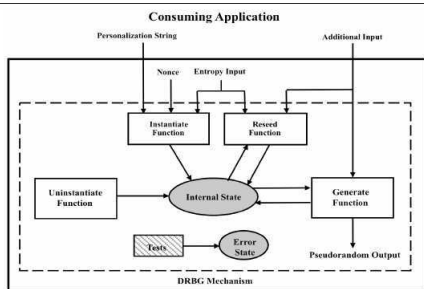 Consuming Application
Personalization String
Additional Input
Nonce
Entropy Input
Instantiate
Function
Reseed
Function
Uninstantiate
Function
Internal State
Generate
Function
Tests
Error
State
Pseudorandom Output
DRBG Mechanism